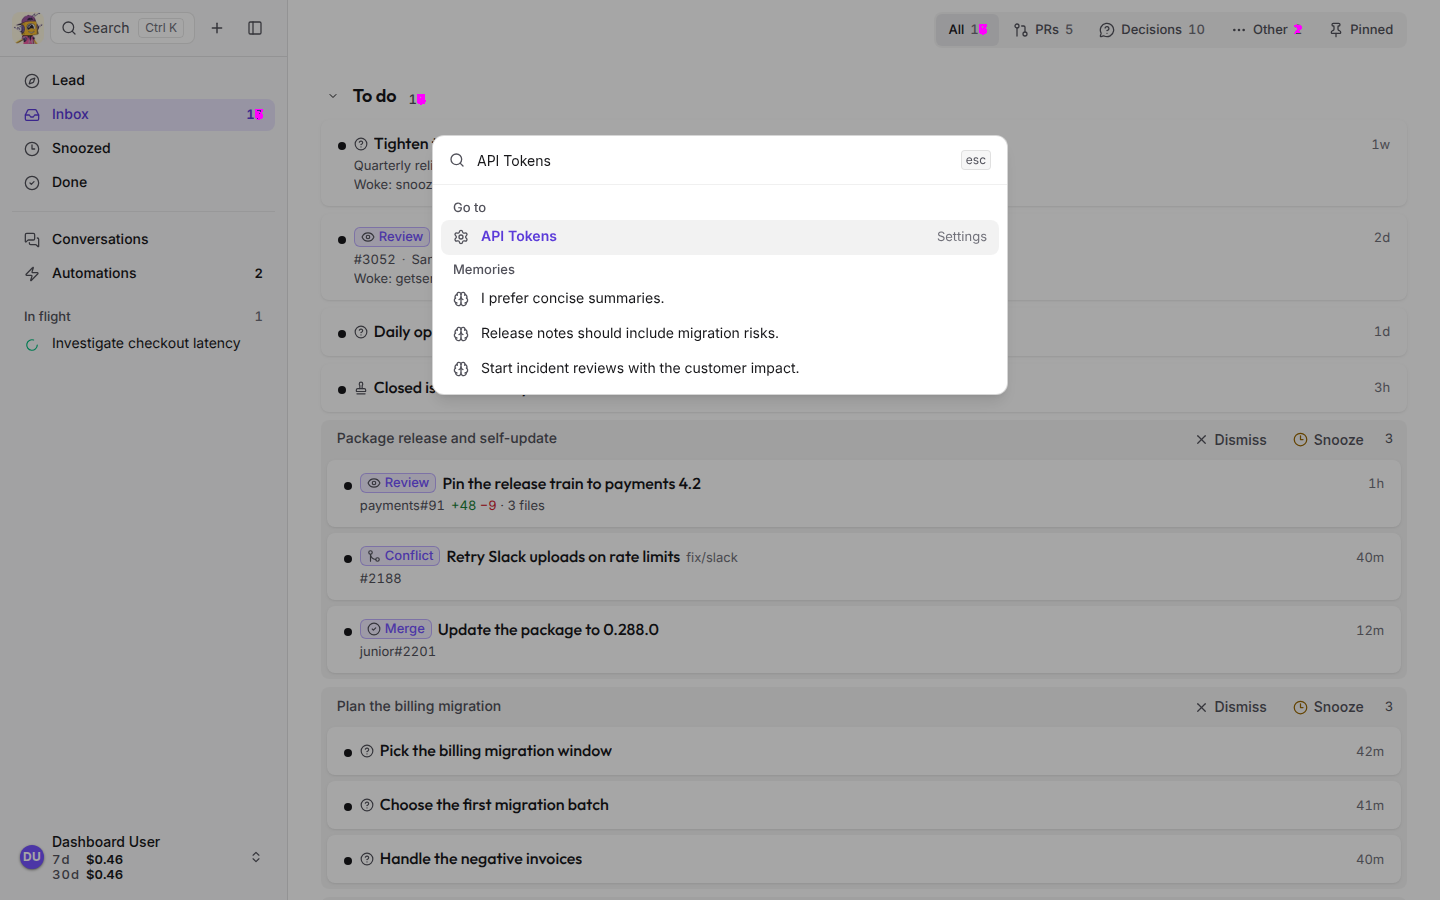 Search Ctrl K
Lead
Inbox
Snoozed
Done
Conversations
Automations 2
In flight 1
Investigate checkout latency
Dashboard User
DU
7d $0.46
30d $0.46
All
PRs 5
Decisions 10
Other
Pinned
To do
Tighten
1w
Quarterly
Woke:
Review
2d
#3052 ·
Woke:
Daily
1d
Closed
3h
API Tokens esc
Go to
API Tokens Settings
Memories
I prefer concise summaries.
Release notes should include migration risks.
Start incident reviews with the customer impact.
Package release and self-update Dismiss Snooze 3
Review Pin the release train to payments 4.2 1h
payments#91 +48 −9 · 3 files
Conflict Retry Slack uploads on rate limits fix/slack 40m
#2188
Merge Update the package to 0.288.0 12m
junior#2201
Plan the billing migration Dismiss Snooze 3
Pick the billing migration window 42m
Choose the first migration batch 41m
Handle the negative invoices 40m